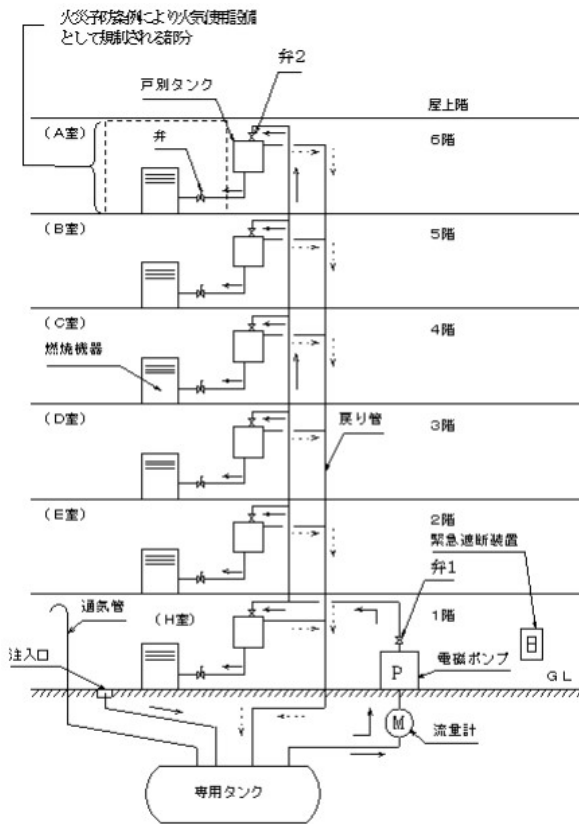 火災予防条例により火気使用設備
として規制される部分
弁2
戸別タンク
屋上階
(A室)
弁
6階
(B室)
5階
(C室)
4階
燃焼機器
(D室)
3階
戻り管
(E室)
2階
緊急遮断装置
弁1
通気管
(H室)
1階
注入口
日
P
電磁ポンプ
GL
M
流量計
専用タンク